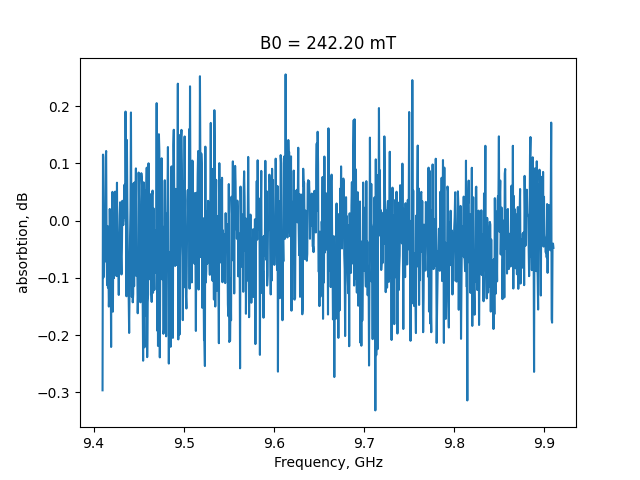 B0 = 242.20 mT
absorbtion, dB
0.2
0.1
0.0
−0.1
−0.2
−0.3
9.4 9.5 9.6 9.7 9.8 9.9
Frequency, GHz